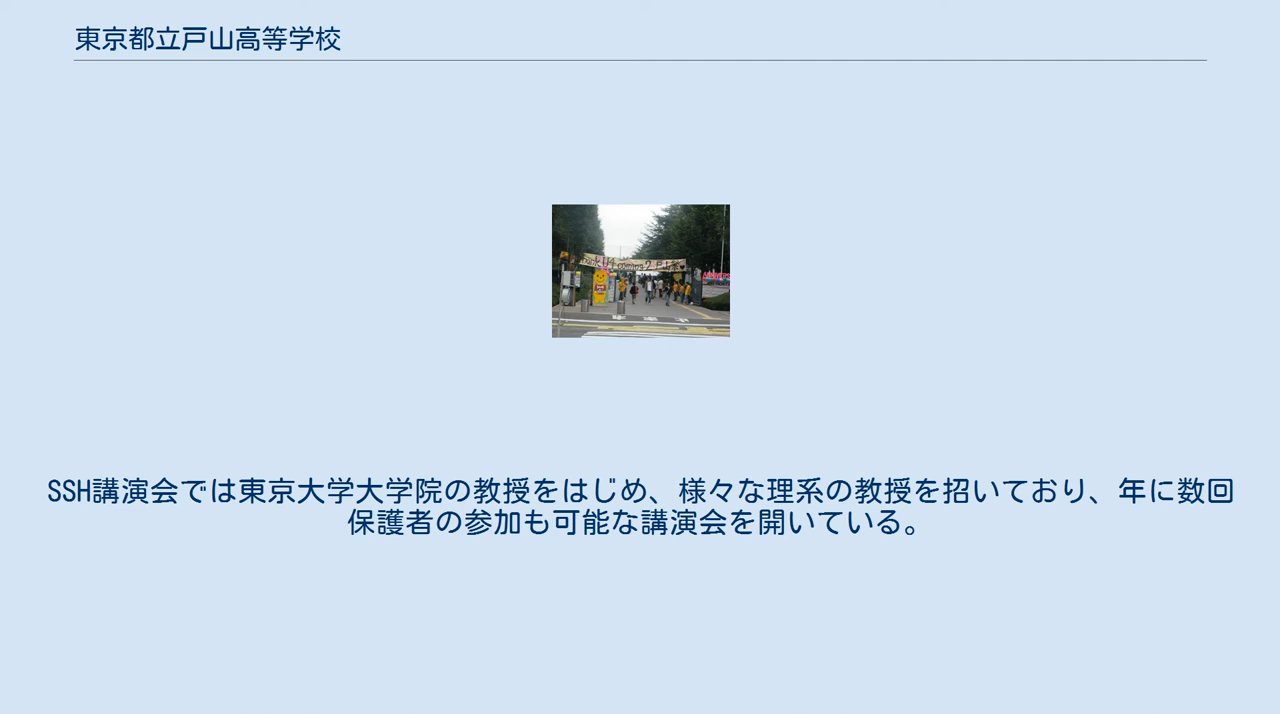 東京都立戸山高等学校
SSH講演会では東京大学大学院の教授をはじめ、様々な理系の教授を招いており、年に数回
保護者の参加も可能な講演会を開いている。